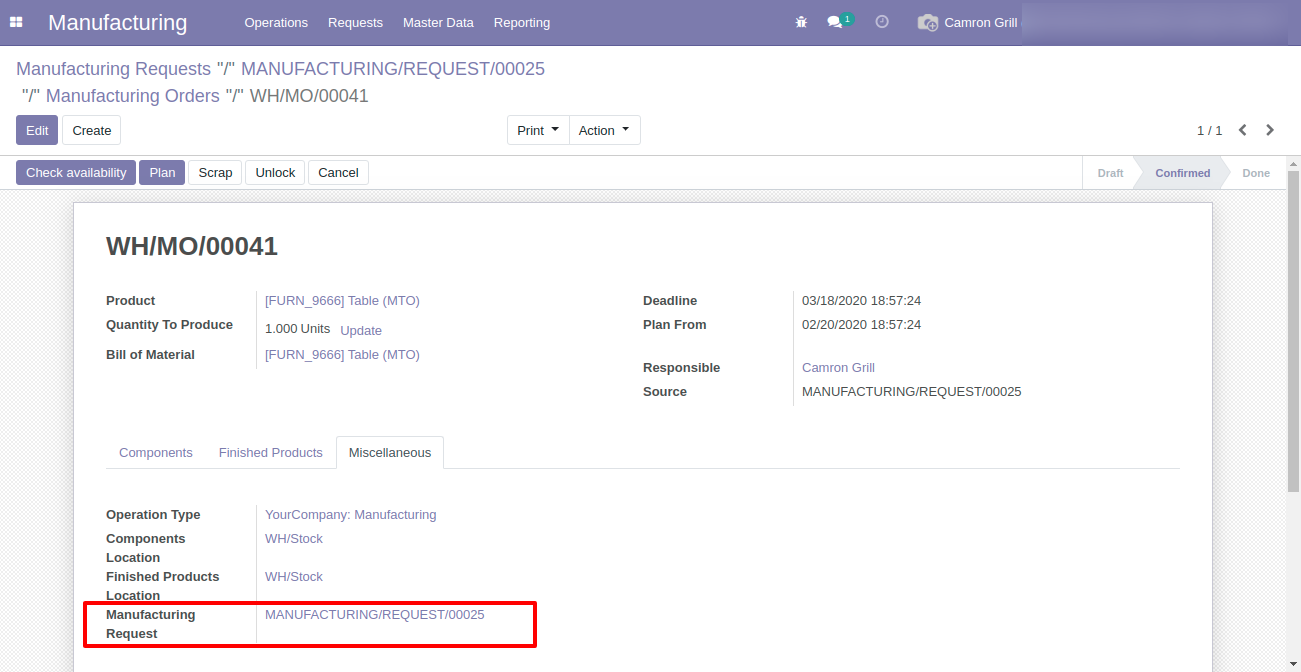 Manufacturing Operations Requests Master Data Reporting 1 Camron Grill
Manufacturing Requests "/" MANUFACTURING/REQUEST/00025
"/" Manufacturing Orders "/" WH/MO/00041
Edit Create Print Action 1 / 1
Check availability Plan Scrap Unlock Cancel Draft Confirmed Done
WH/MO/00041
Product [FURN_9666] Table (MTO)
Quantity To Produce 1.000 Units Update
Bill of Material [FURN_9666] Table (MTO)
Deadline 03/18/2020 18:57:24
Plan From 02/20/2020 18:57:24
Responsible Camron Grill
Source MANUFACTURING/REQUEST/00025
Components Finished Products Miscellaneous
Operation Type YourCompany: Manufacturing
Components WH/Stock
Location
Finished Products WH/Stock
Location
Manufacturing MANUFACTURING/REQUEST/00025
Request